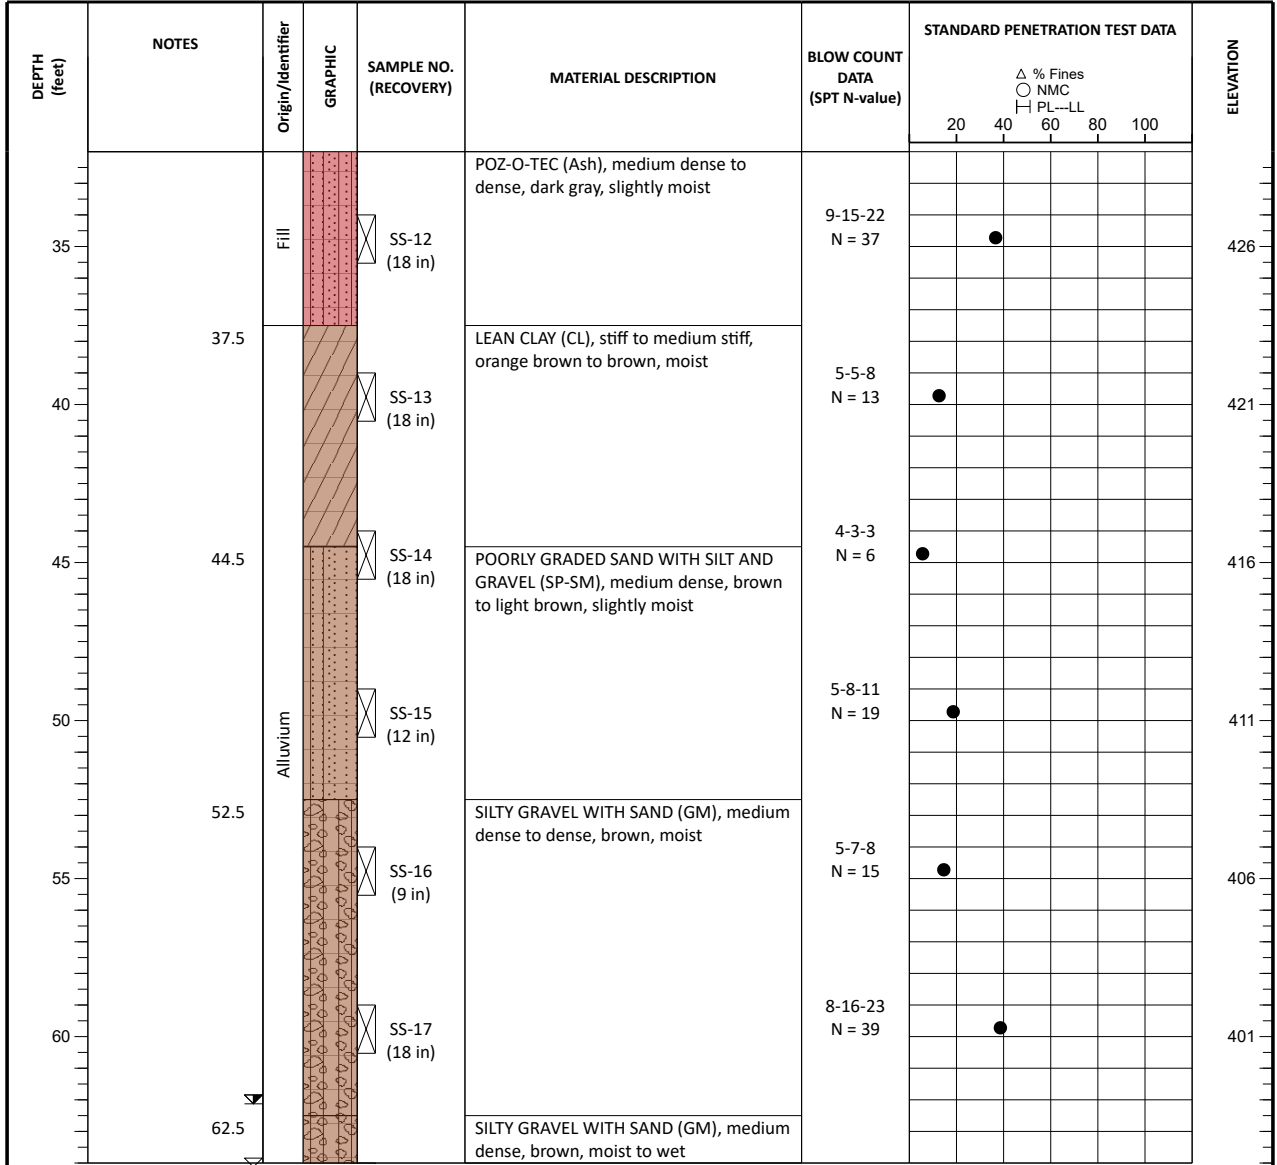 DEPTH
(feet)
NOTES
Origin/Identifier
GRAPHIC
SAMPLE NO.
(RECOVERY)
MATERIAL DESCRIPTION
BLOW COUNT
DATA
(SPT N-value)
STANDARD PENETRATION TEST DATA
% Fines
NMC
PL---LL
20 40 60 80 100
ELEVATION
POZ-O-TEC (Ash), medium dense to
dense, dark gray, slightly moist
Fill
35
SS-12
(18 in)
9-15-22
N = 37
426
37.5
LEAN CLAY (CL), stiff to medium stiff,
orange brown to brown, moist
40
SS-13
(18 in)
5-5-8
N = 13
421
44.5
45
SS-14
(18 in)
POORLY GRADED SAND WITH SILT AND
GRAVEL (SP-SM), medium dense, brown
to light brown, slightly moist
4-3-3
N = 6
416
Alluvium
50
SS-15
(12 in)
5-8-11
N = 19
411
52.5
SILTY GRAVEL WITH SAND (GM), medium
dense to dense, brown, moist
55
SS-16
(9 in)
5-7-8
N = 15
406
60
SS-17
(18 in)
8-16-23
N = 39
401
62.5
SILTY GRAVEL WITH SAND (GM), medium
dense, brown, moist to wet